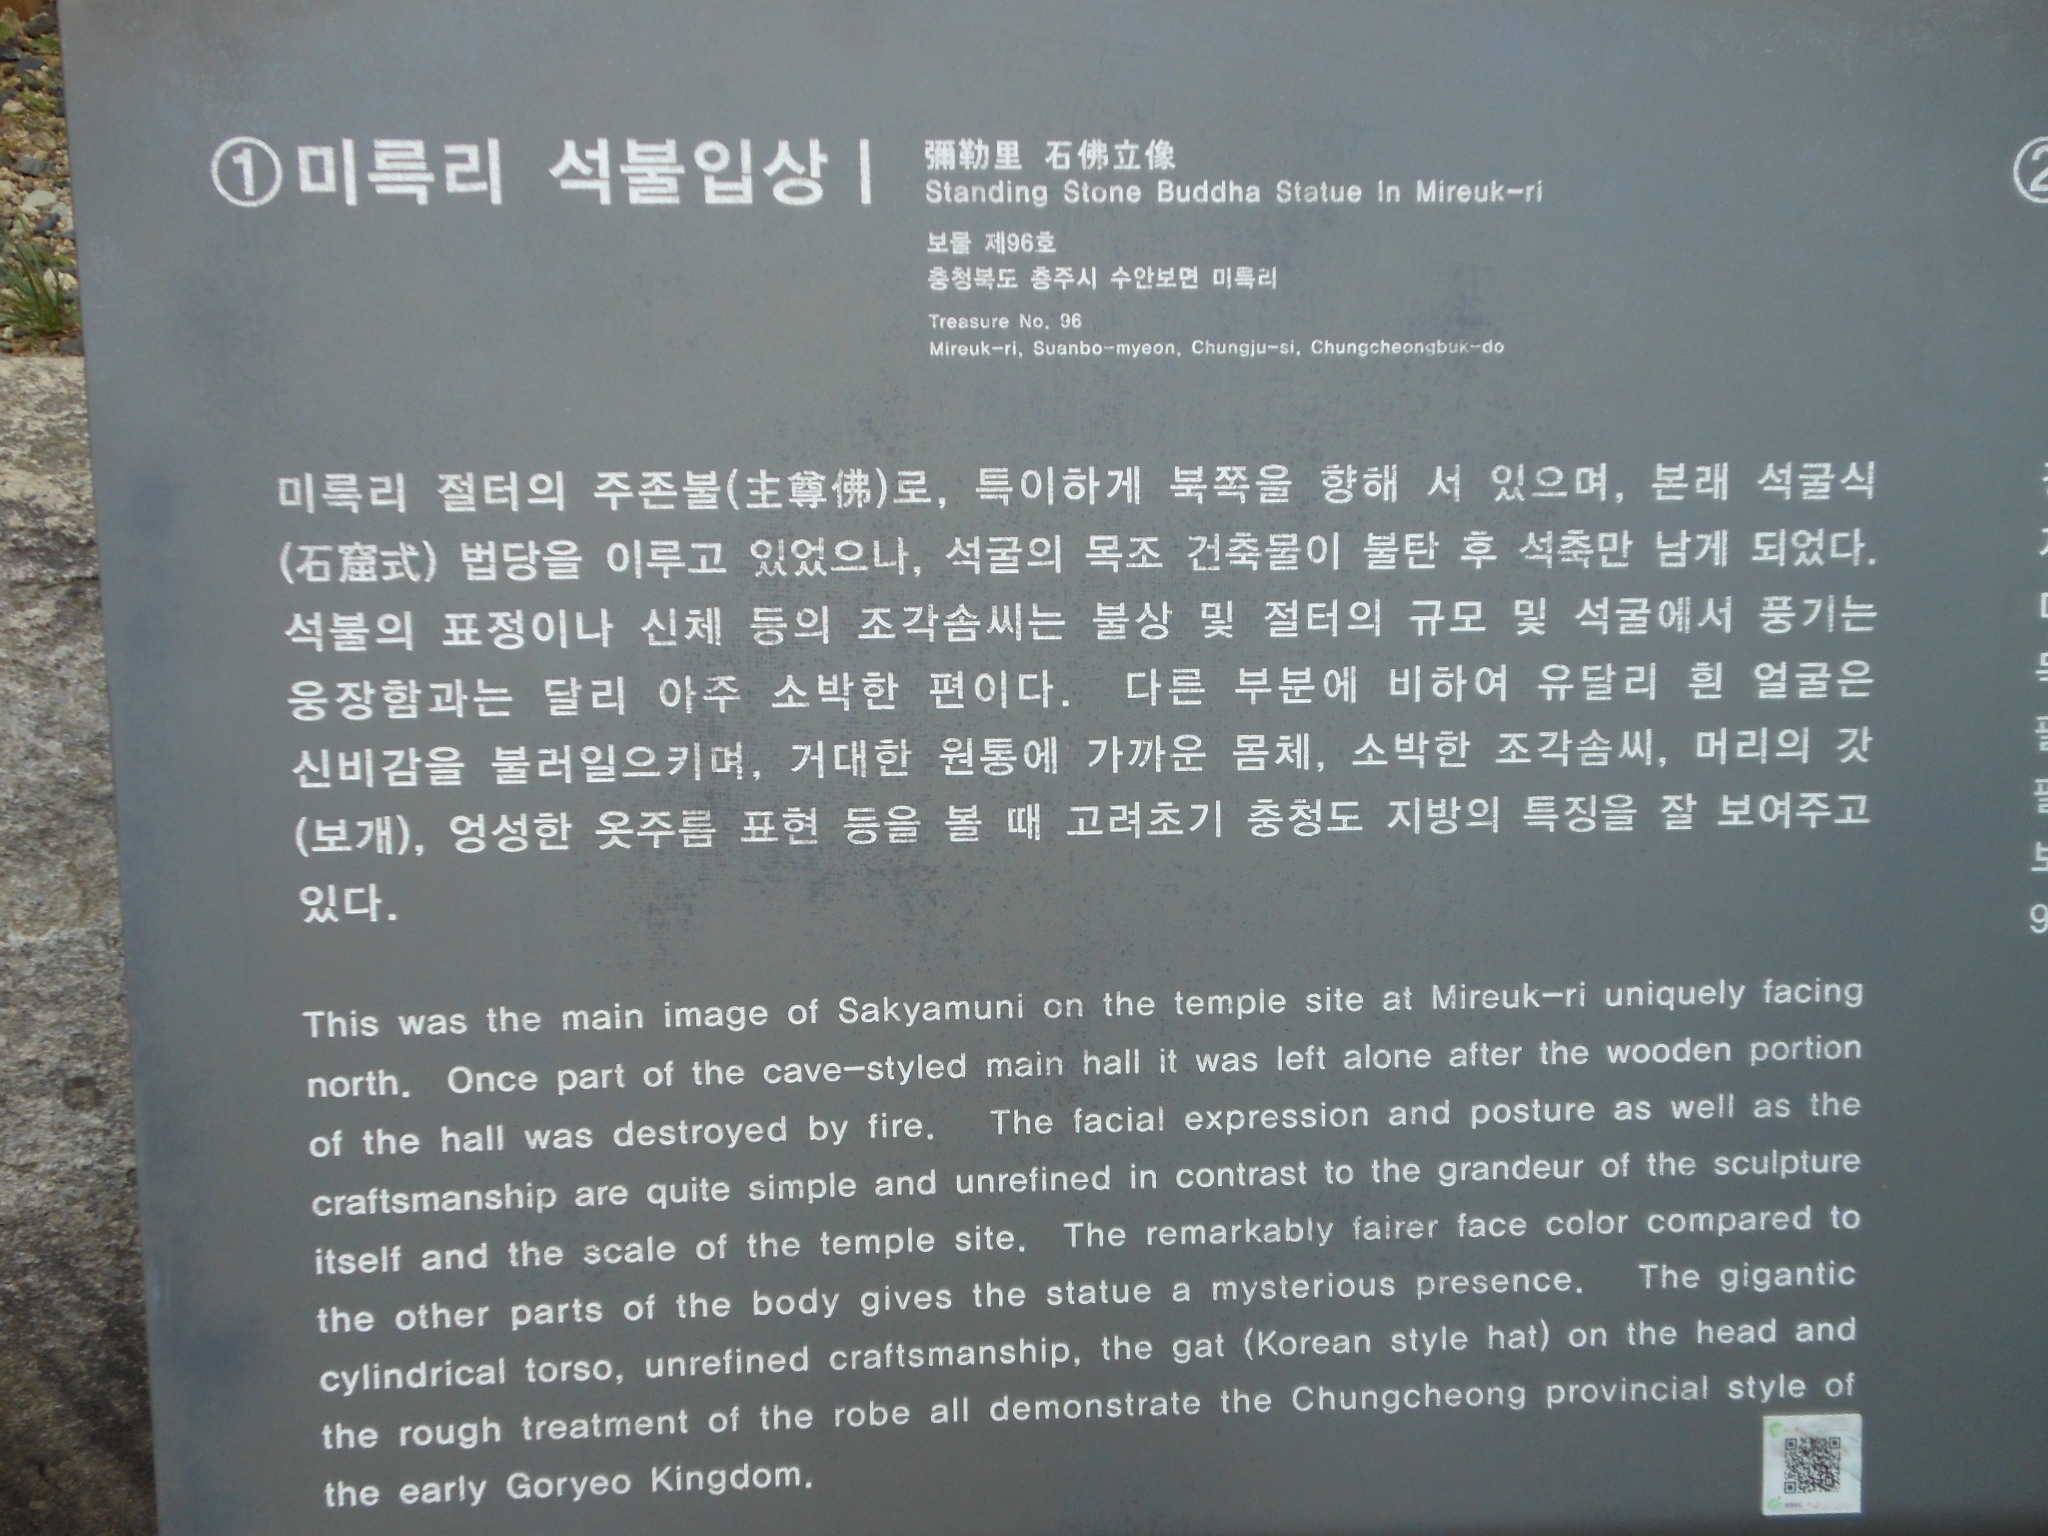 ①미륵리 석불입상
彌勒里 石佛立像
Standing Stone Buddha Statue In Mireuk-ri
보물 제96호
충청북도 충주시 수안보면 미륵리
Treasure No. 96
Mireuk-ri, Suanbo-myeon, Chungju-si, Chungcheongbuk-do
미륵리 절터의 주존불(主尊佛)로, 특이하게 북쪽을 향해 서 있으며, 본래 석굴식
(石窟式) 법당을 이루고 있었으나, 석굴의 목조 건축물이 불탄 후 석축만 남게 되었다.
석불의 표정이나 신체 등의 조각솜씨는 불상 및 절터의 규모 및 석굴에서 풍기는
웅장함과는 달리 아주 소박한 편이다. 다른 부분에 비하여 유달리 흰 얼굴은
신비감을 불러일으키며, 거대한 원통에 가까운 몸체, 소박한 조각솜씨, 머리의 갓
(보개), 엉성한 옷주름 표현 등을 볼 때 고려초기 충청도 지방의 특징을 잘 보여주고
있다.
This was the main image of Sakyamuni on the temple site at Mireuk-ri uniquely facing
north. Once part of the cave-styled main hall it was left alone after the wooden portion
of the hall was destroyed by fire. The facial expression and posture as well as the
craftsmanship are quite simple and unrefined in contrast to the grandeur of the sculpture
itself and the scale of the temple site. The remarkably fairer face color compared to
the other parts of the body gives the statue a mysterious presence. The gigantic
cylindrical torso, unrefined craftsmanship, the gat (Korean style hat) on the head and
the rough treatment of the robe all demonstrate the Chungcheong provincial style of
the early Goryeo Kingdom.